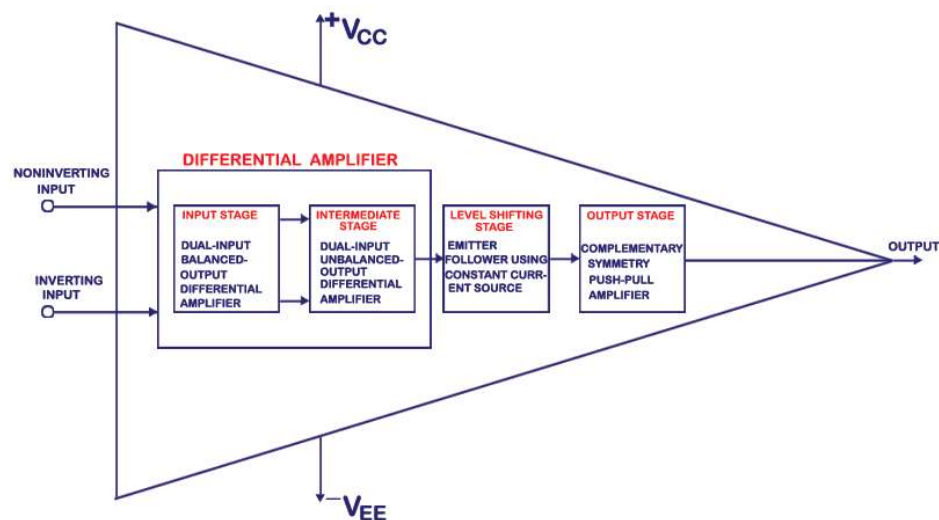 +VCC
DIFFERENTIAL AMPLIFIER
NONINVERTING
INPUT
INVERTING
INPUT
INPUT STAGE
DUAL-INPUT
BALANCED-
OUTPUT
DIFFERENTIAL
AMPLIFIER
INTERMEDIATE
STAGE
DUAL-INPUT
UNBALANCED-
OUTPUT
DIFFERENTIAL
AMPLIFIER
LEVEL SHIFTING
STAGE
EMITTER
FOLLOWER USING
CONSTANT CURR-
ENT SOURCE
OUTPUT STAGE
COMPLEMENTARY
SYMMETRY
PUSH-PULL
AMPLIFIER
OUTPUT
-VEE